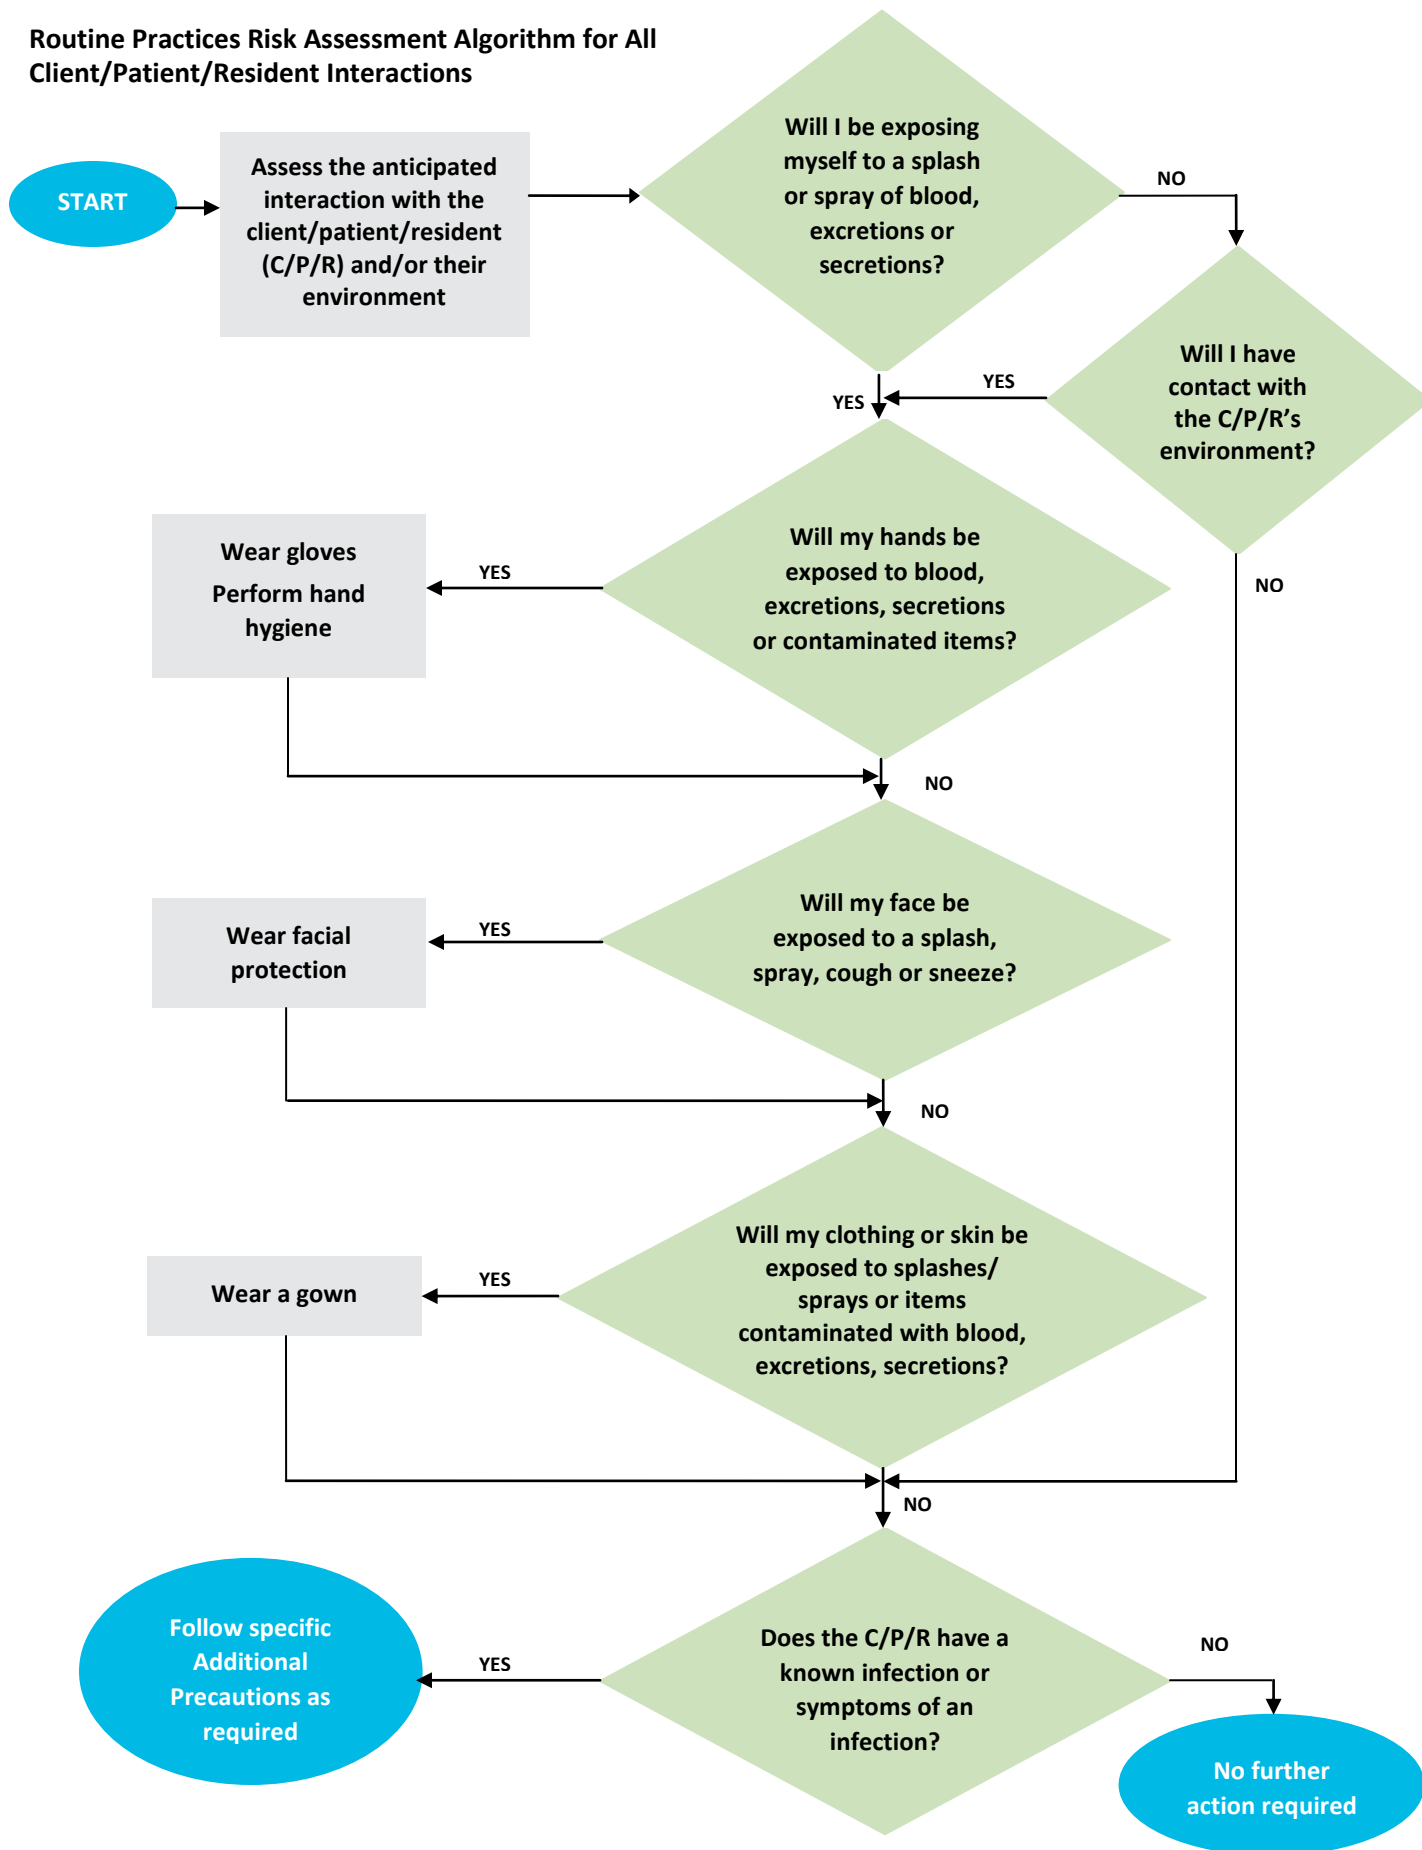 Routine Practices Risk Assessment Algorithm for All
Client/Patient/Resident Interactions
START
Assess the anticipated
interaction with the
client/patient/resident
(C/P/R) and/or their
environment
Will I be exposing
myself to a splash
or spray of blood,
excretions or
secretions?
NO
Will I have
contact with
the C/P/R’s
environment?
YES
YES
NO
Will my hands be
exposed to blood,
excretions, secretions
or contaminated items?
YES
Wear gloves
Perform hand
hygiene
NO
Will my face be
exposed to a splash,
spray, cough or sneeze?
YES
Wear facial
protection
NO
Will my clothing or skin be
exposed to splashes/
sprays or items
contaminated with blood,
excretions, secretions?
YES
Wear a gown
NO
Does the C/P/R have a
known infection or
symptoms of an
infection?
YES
Follow specific
Additional
Precautions as
required
NO
No further
action required